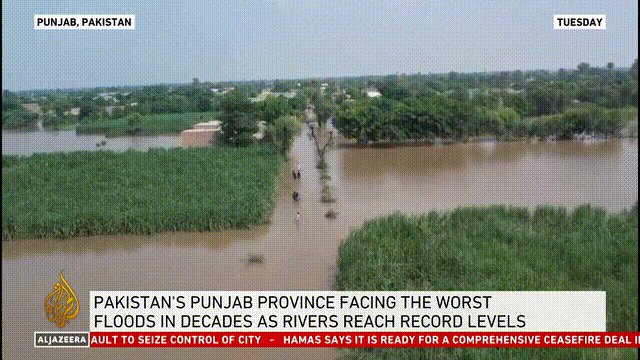 PUNJAB, PAKISTAN
TUESDAY
PAKISTAN'S PUNJAB PROVINCE FACING THE WORST
FLOODS IN DECADES AS RIVERS REACH RECORD LEVELS
ALJAZEERA AULT TO SEIZE CONTROL OF CITY - HAMAS SAYS IT IS READY FOR A COMPREHENSIVE CEASEFIRE DEAL I